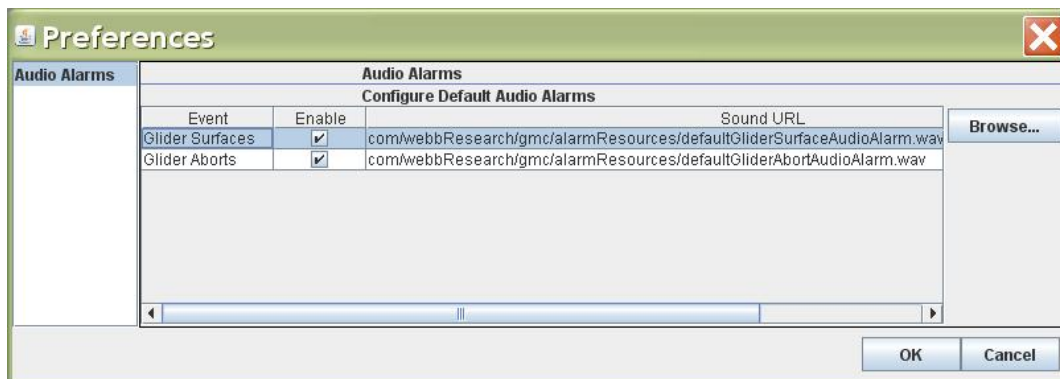 Preferences
Audio Alarms
Audio Alarms
Configure Default Audio Alarms
Event Enable Sound URL
Glider Surfaces com/webbResearch/gmc/alarmResources/defaultGliderSurfaceAudioAlarm.wav
Glider Aborts com/webbResearch/gmc/alarmResources/defaultGliderAbortAudioAlarm.wav
Browse...
OK Cancel